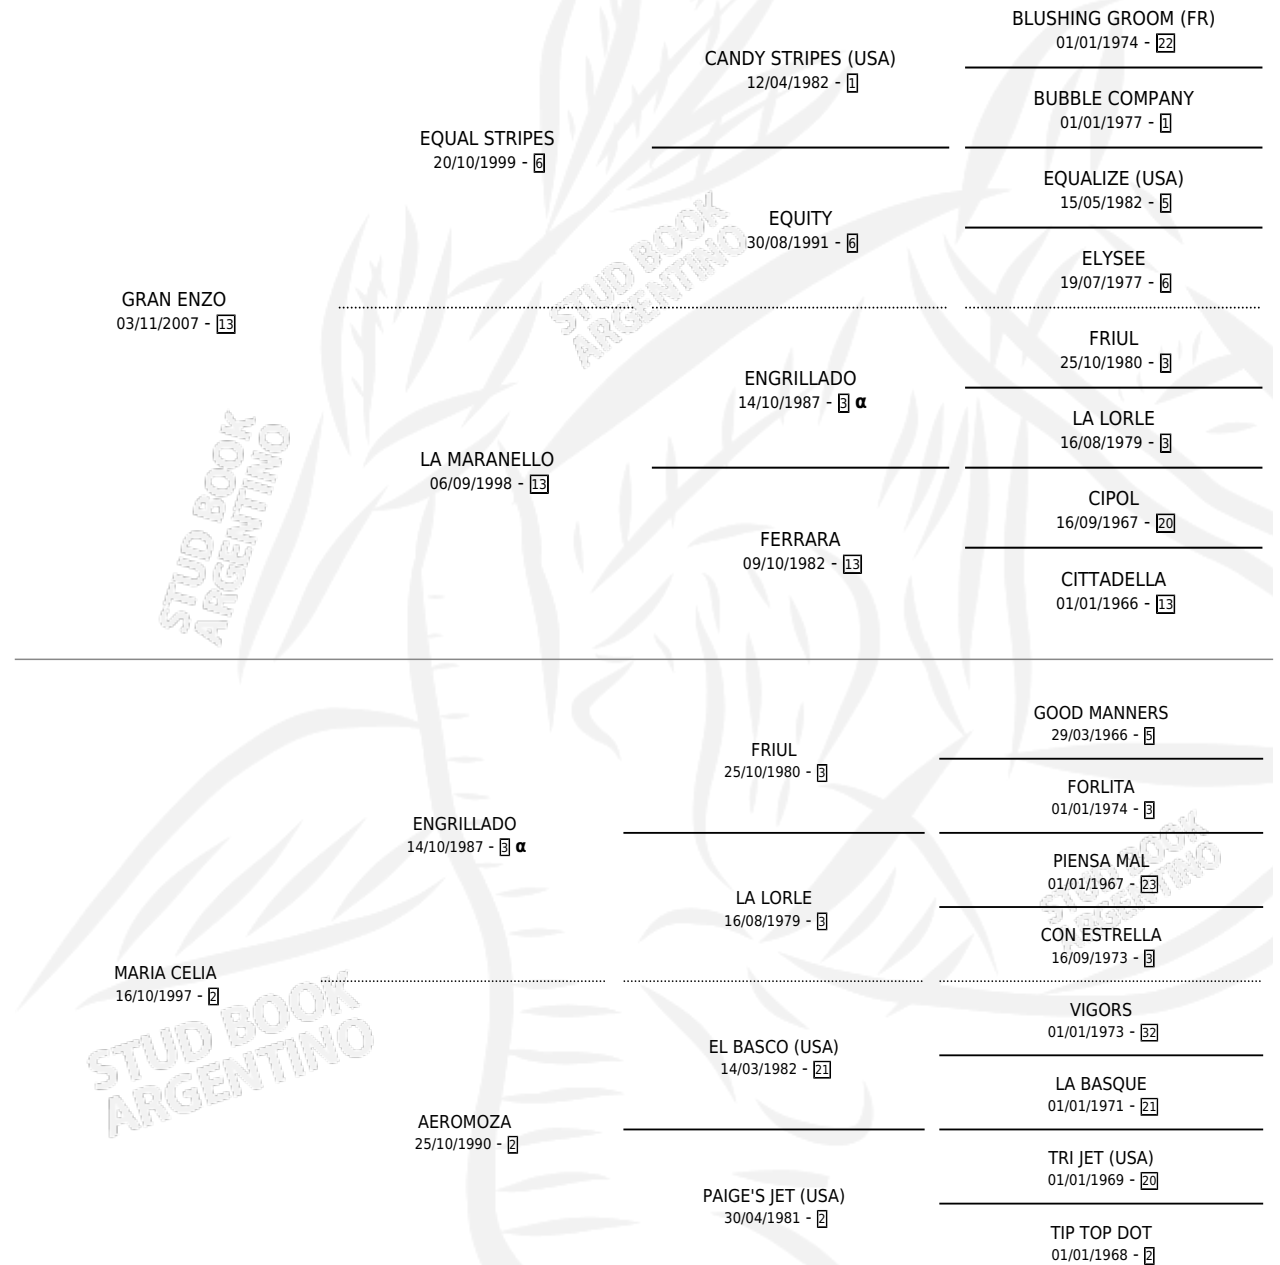 BLUSHING GROOM (FR)
01/01/1974 - 22
CANDY STRIPES (USA)
12/04/1982 - 1
BUBBLE COMPANY
01/01/1977 - 1
EQUAL STRIPES
20/10/1999 - 6
EQUALIZE (USA)
15/05/1982 - 5
EQUITY
30/08/1991 - 6
ELYSEE
19/07/1977 - 6
GRAN ENZO
03/11/2007 - 13
FRIUL
25/10/1980 - 3
ENGRILLADO
14/10/1987 - 3 α
LA LORLE
16/08/1979 - 3
LA MARANELLO
06/09/1998 - 13
CIPOL
16/09/1967 - 20
FERRARA
09/10/1982 - 13
CITTADELLA
01/01/1966 - 13
GOOD MANNERS
29/03/1966 - 5
FRIUL
25/10/1980 - 3
FORLITA
01/01/1974 - 3
ENGRILLADO
14/10/1987 - 3 α
PIENSA MAL
01/01/1967 - 23
LA LORLE
16/08/1979 - 3
CON ESTRELLA
16/09/1973 - 3
MARIA CELIA
16/10/1997 - 2
VIGORS
01/01/1973 - 32
EL BASCO (USA)
14/03/1982 - 21
LA BASQUE
01/01/1971 - 21
AEROMOZA
25/10/1990 - 2
TRI JET (USA)
01/01/1969 - 20
PAIGE'S JET (USA)
30/04/1981 - 2
TIP TOP DOT
01/01/1968 - 2
STUD BOOK
ARGENTINO
STUD BOOK
ARGENTINO
STUD BOOK
ARGENTINO
STUD BOOK
ARGENTINO